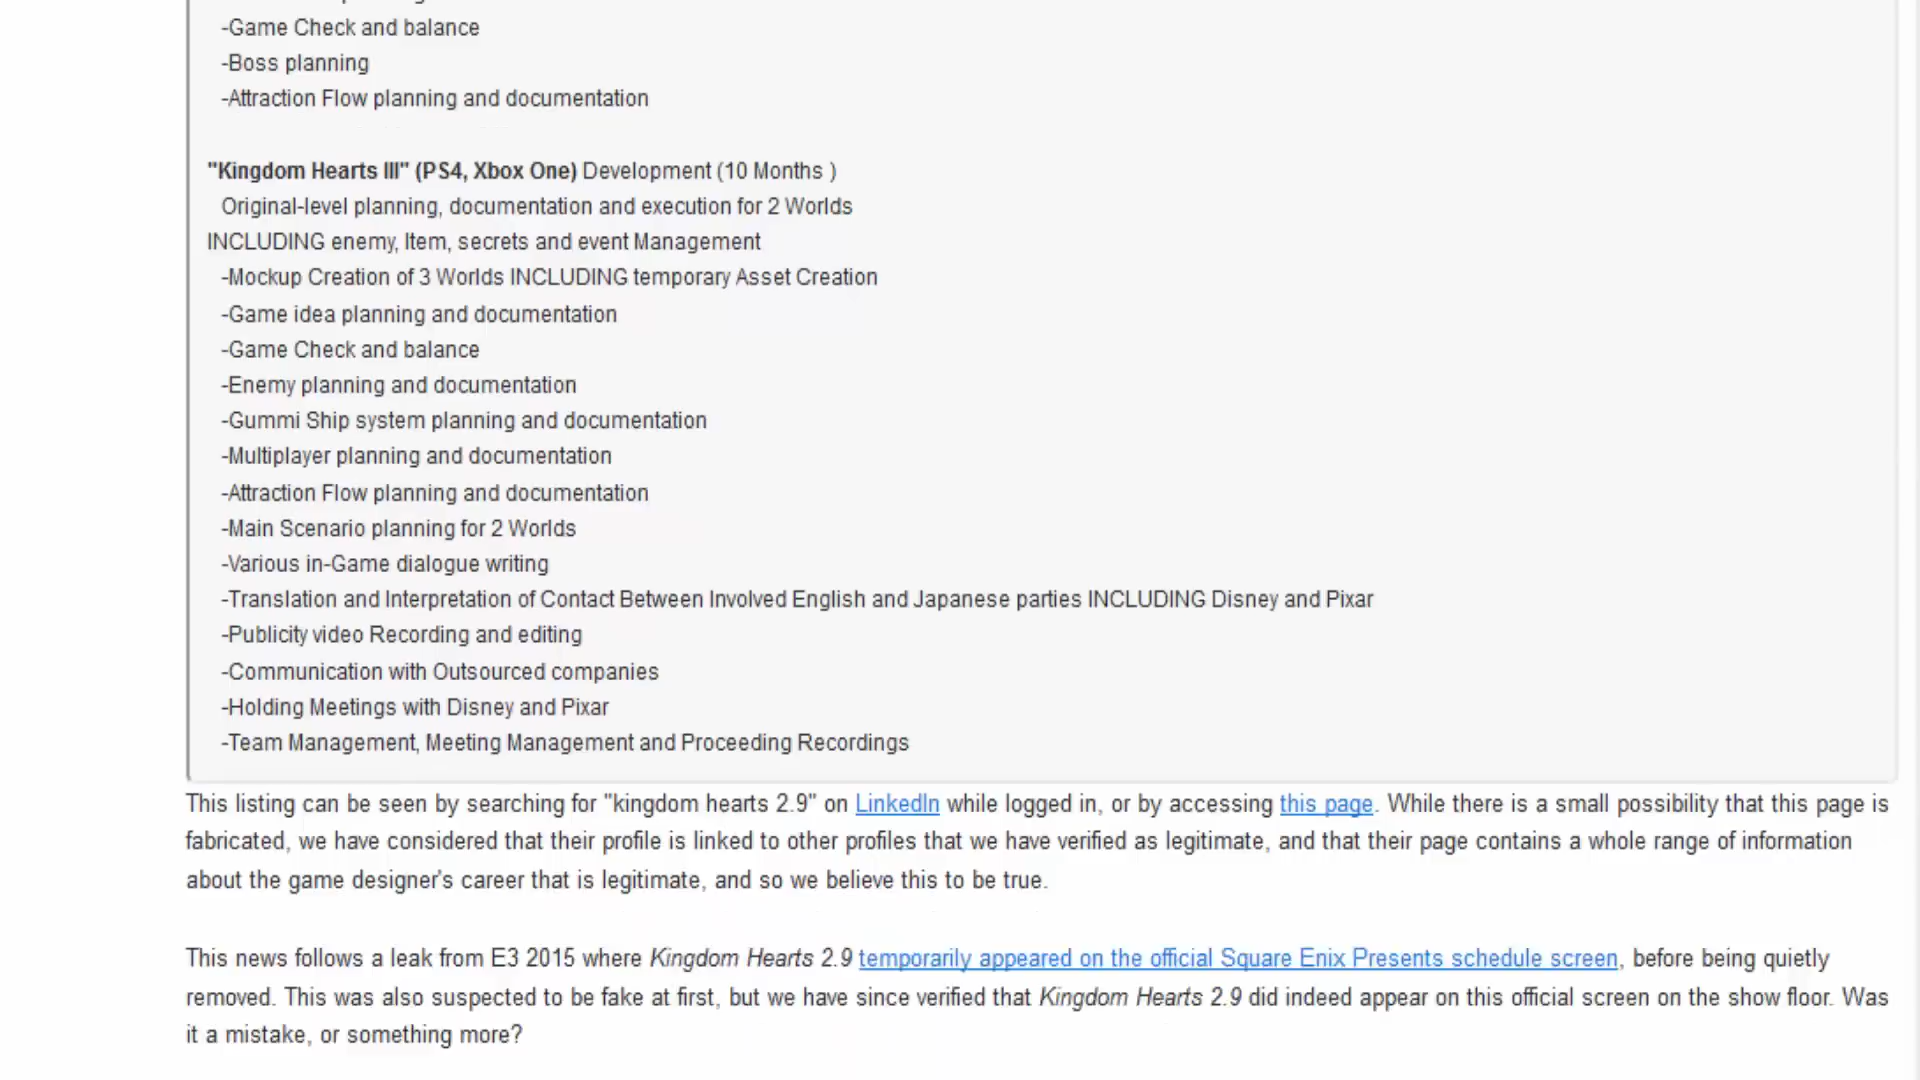 -Game Check and balance
-Boss planning
-Attraction Flow planning and documentation
"Kingdom Hearts III" (PS4, Xbox One) Development (10 Months )
Original-level planning, documentation and execution for 2 Worlds
INCLUDING enemy, Item, secrets and event Management
-Mockup Creation of 3 Worlds INCLUDING temporary Asset Creation
-Game idea planning and documentation
-Game Check and balance
-Enemy planning and documentation
-Gummi Ship system planning and documentation
-Multiplayer planning and documentation
-Attraction Flow planning and documentation
-Main Scenario planning for 2 Worlds
-Various in-Game dialogue writing
-Translation and Interpretation of Contact Between Involved English and Japanese parties INCLUDING Disney and Pixar
-Publicity video Recording and editing
-Communication with Outsourced companies
-Holding Meetings with Disney and Pixar
-Team Management, Meeting Management and Proceeding Recordings
This listing can be seen by searching for "kingdom hearts 2.9" on LinkedIn while logged in, or by accessing this page. While there is a small possibility that this page is
fabricated, we have considered that their profile is linked to other profiles that we have verified as legitimate, and that their page contains a whole range of information
about the game designer's career that is legitimate, and so we believe this to be true.
This news follows a leak from E3 2015 where Kingdom Hearts 2.9 temporarily appeared on the official Square Enix Presents schedule screen, before being quietly
removed. This was also suspected to be fake at first, but we have since verified that Kingdom Hearts 2.9 did indeed appear on this official screen on the show floor. Was
it a mistake, or something more?